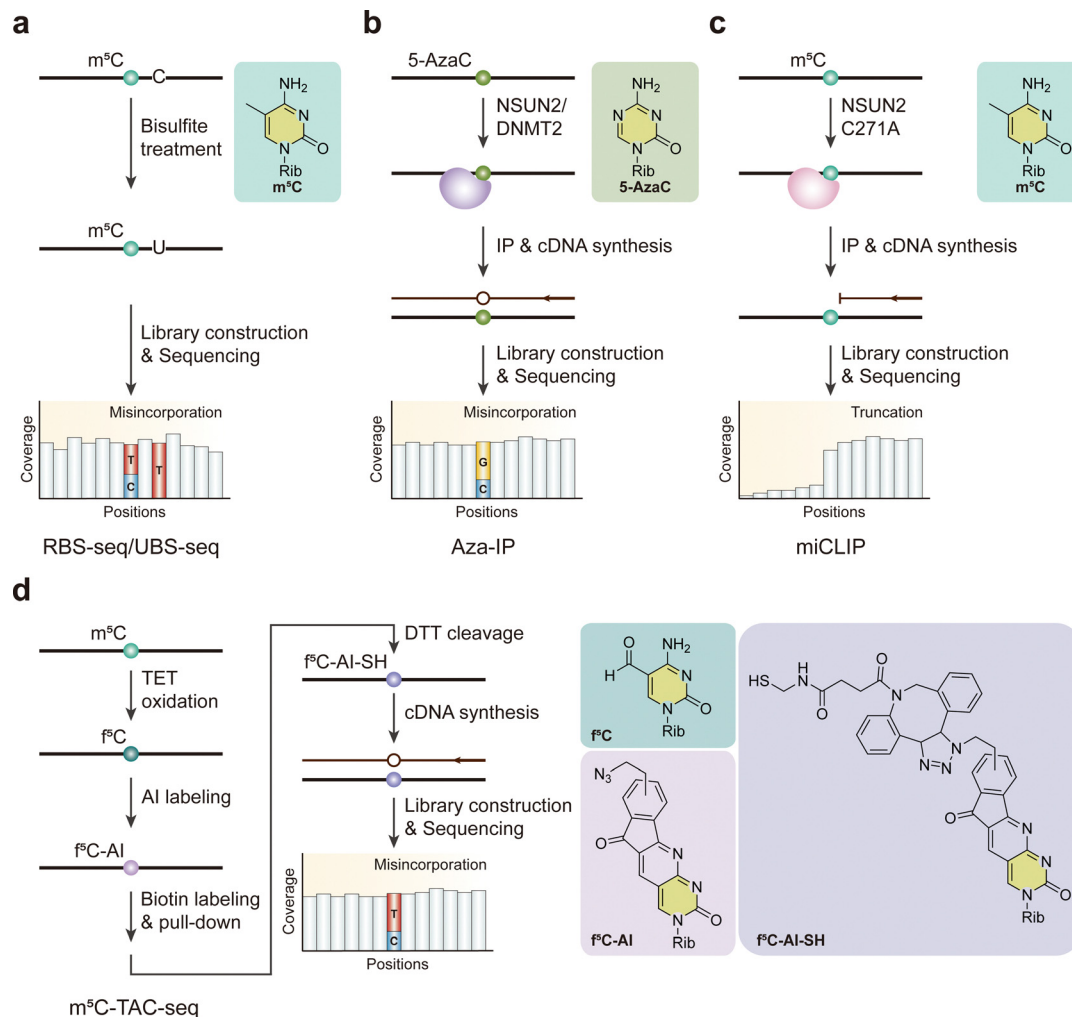 a
m⁵C
C
Bisulfite
treatment
NH₂
N
N
O
Rib
m⁵C
m⁵C
U
Library construction
& Sequencing
Misincorporation
Coverage
T
C
T
Positions
RBS-seq/UBS-seq
b
5-AzaC
NSUN2/
DNMT2
NH₂
N
N
N
O
Rib
5-AzaC
IP & cDNA synthesis
Library construction
& Sequencing
Misincorporation
Coverage
G
C
Positions
Aza-IP
c
m⁵C
NSUN2
C271A
NH₂
N
N
O
Rib
m⁵C
IP & cDNA synthesis
Library construction
& Sequencing
Truncation
Coverage
Positions
miCLIP
d
m⁵C
TET
oxidation
f⁵C
AI labeling
f⁵C-AI
Biotin labeling
& pull-down
m⁵C-TAC-seq
DTT cleavage
f⁵C-AI-SH
cDNA synthesis
Library construction
& Sequencing
Misincorporation
Coverage
T
C
Positions
O
NH₂
H
N
N
O
Rib
f⁵C
N₃
O
N
N
N
O
Rib
f⁵C-AI
HS
H
N
O
O
N
N
N
N
O
N
N
N
O
Rib
f⁵C-AI-SH